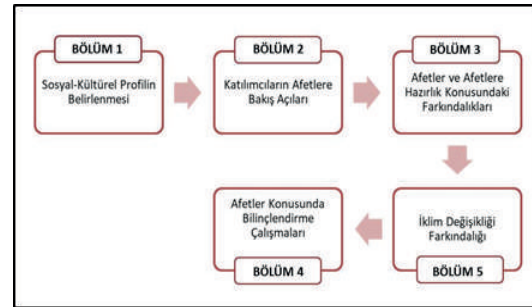 BÖLÜM 1
Sosyal-Kültürel Profilin
Belirlenmesi
BÖLÜM 2
Katılımcıların Afetlere
Bakış Açıları
BÖLÜM 3
Afetler ve Afetlere
Hazırlık Konusundaki
Farkındalıkları
Afetler Konusunda
Bilinçlendirme
Çalışmaları
BÖLÜM 4
İklim Değişikliği
Farkındalığı
BÖLÜM 5